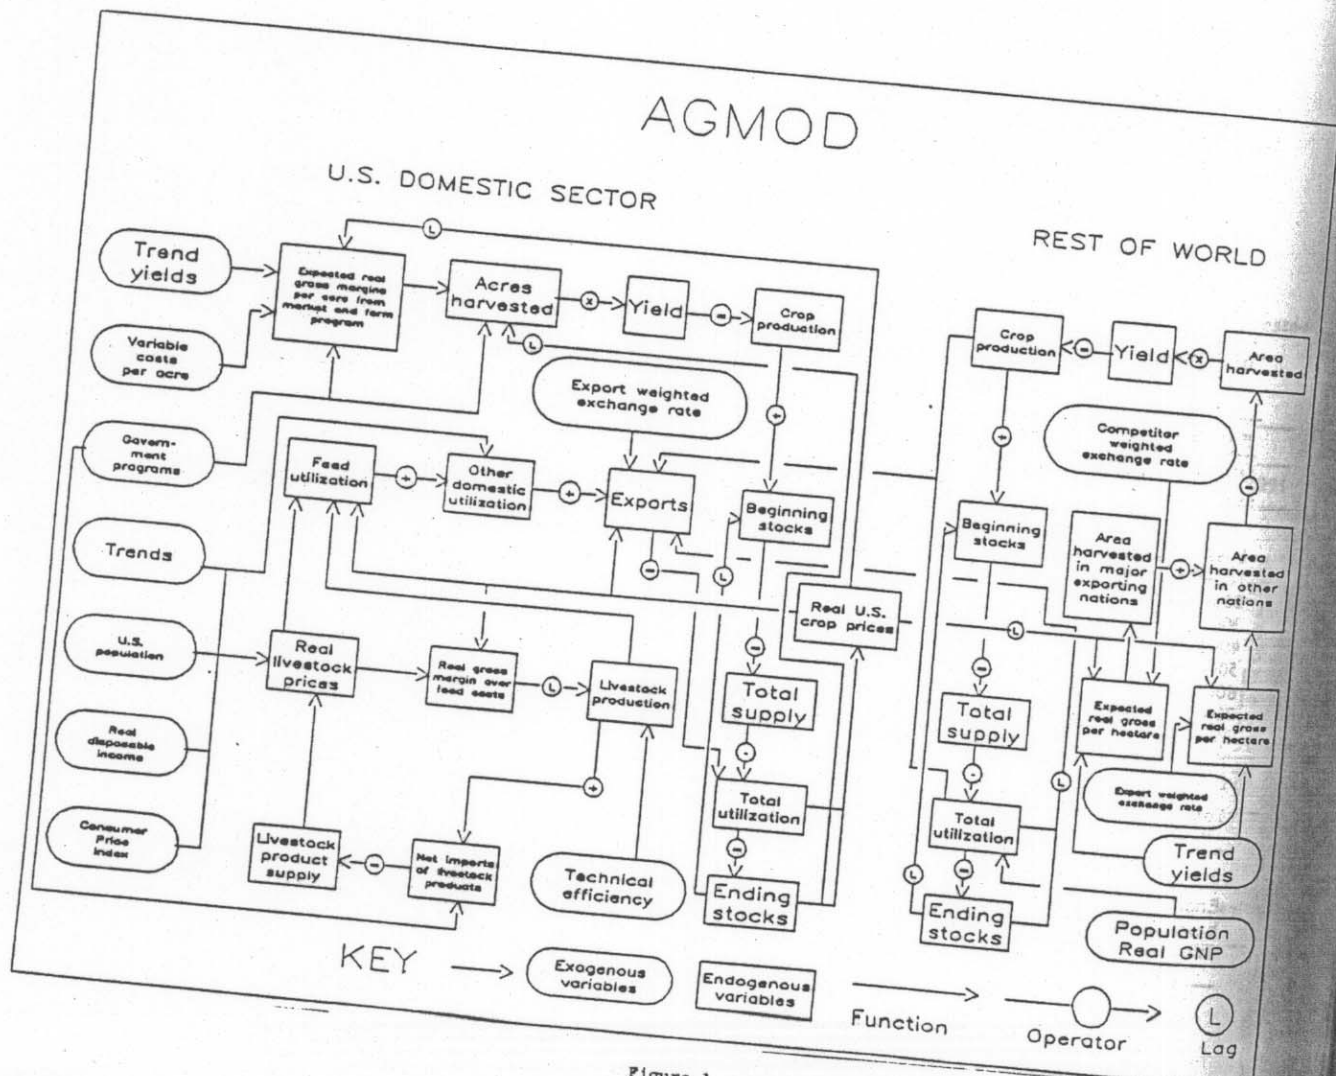 AGMOD
U.S. DOMESTIC SECTOR
REST OF WORLD
Trend
yields
Expected real
gross margins
per acre from
market and farm
program
L
Acres
harvested
x
Yield
=
Crop
production
Variable
costs
per acre
L
Export weighted
exchange rate
+
Govern-
ment
programs
Feed
utilization
+
Other
domestic
utilization
+
Exports
Beginning
stocks
Trends
=
L
Real U.S.
crop prices
U.S.
population
Real
livestock
prices
Real gross
margin over
feed costs
L
Livestock
production
=
Total
supply
-
Real
disposable
income
+
Total
utilization
=
Consumer
Price
Index
Livestock
product
supply
=
Net imports
of livestock
products
Technical
efficiency
Ending
stocks
Crop
production
=
Yield
x
Area
harvested
+
Competitor
weighted
exchange rate
=
Beginning
stocks
Area
harvested
in major
exporting
nations
+
Area
harvested
in other
nations
L
=
Total
supply
Expected
real gross
per hectare
Expected
real gross
per hectare
-
L
Export weighted
exchange rate
Total
utilization
Trend
yields
L
=
Ending
stocks
Population
Real GNP
KEY
Exogenous
variables
Endogenous
variables
Function
Operator
L
Lag
Figure 1